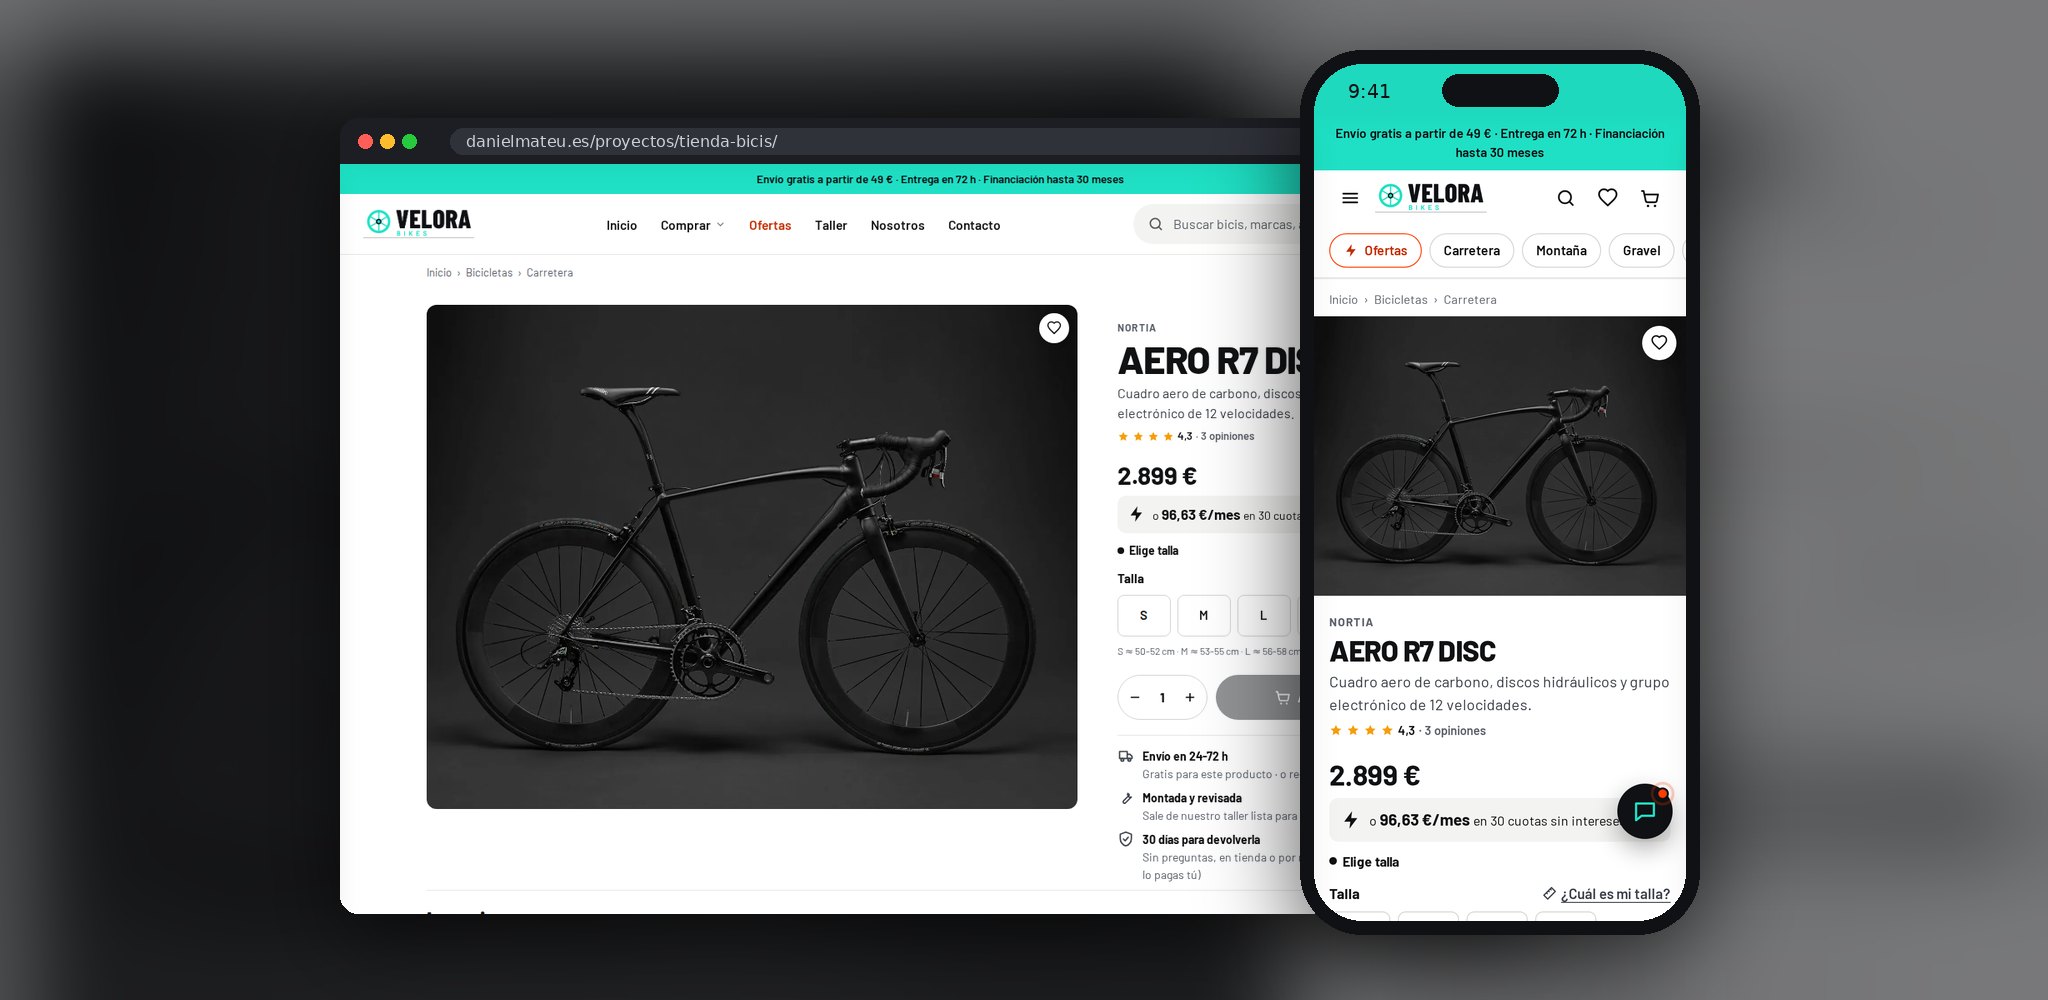 danielmateu.es/proyectos/tienda-bicis/
Envío gratis a partir de 49 € · Entrega en 72 h · Financiación hasta 30 meses
VELORA
BIKES
Inicio Comprar Ofertas Taller Nosotros Contacto
Buscar bicis, marcas,
Inicio › Bicicletas › Carretera
NORTIA
AERO R7
Cuadro aero de carbono, discos
electrónico de 12 velocidades.
4,3 · 3 opiniones
2.899 €
o 96,63 €/mes en 30
Elige talla
Talla
S M L
S ≈ 50-52 cm · M ≈ 53-55 cm · L ≈ 56-58 cm
− 1 +
Envío en 24-72 h
Gratis para este producto · o
Montada y revisada
Sale de nuestro taller lista para
30 días para devolverla
Sin preguntas, en tienda o por
lo pagas tú)
9:41
Envío gratis a partir de 49 € · Entrega en 72 h · Financiación
hasta 30 meses
VELORA
BIKES
Ofertas Carretera Montaña Gravel
Inicio › Bicicletas › Carretera
NORTIA
AERO R7 DISC
Cuadro aero de carbono, discos hidráulicos y grupo
electrónico de 12 velocidades.
4,3 · 3 opiniones
2.899 €
o 96,63 €/mes en 30 cuotas sin
Elige talla
Talla ¿Cuál es mi talla?